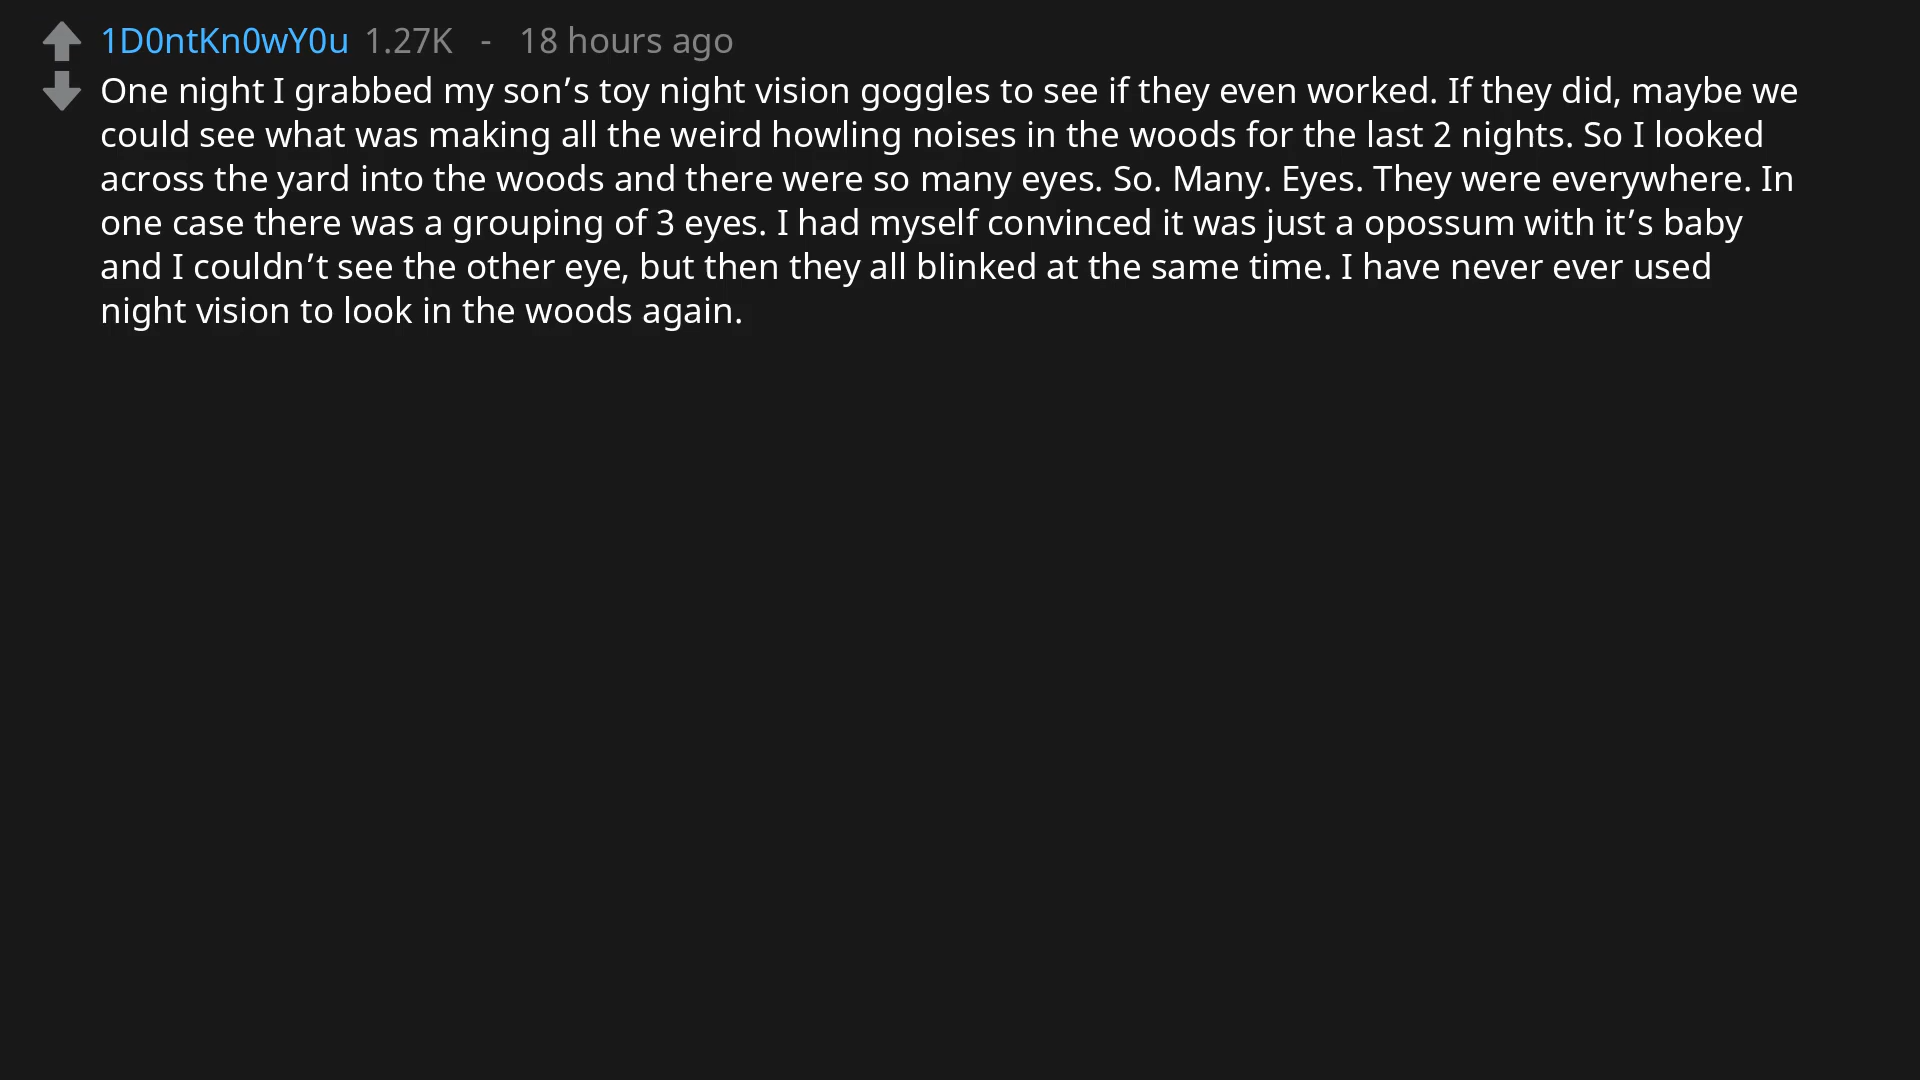 1D0ntKn0wY0u 1.27K - 18 hours ago
One night I grabbed my son’s toy night vision goggles to see if they even worked. If they did, maybe we
could see what was making all the weird howling noises in the woods for the last 2 nights. So I looked
across the yard into the woods and there were so many eyes. So. Many. Eyes. They were everywhere. In
one case there was a grouping of 3 eyes. I had myself convinced it was just a opossum with it’s baby
and I couldn’t see the other eye, but then they all blinked at the same time. I have never ever used
night vision to look in the woods again.